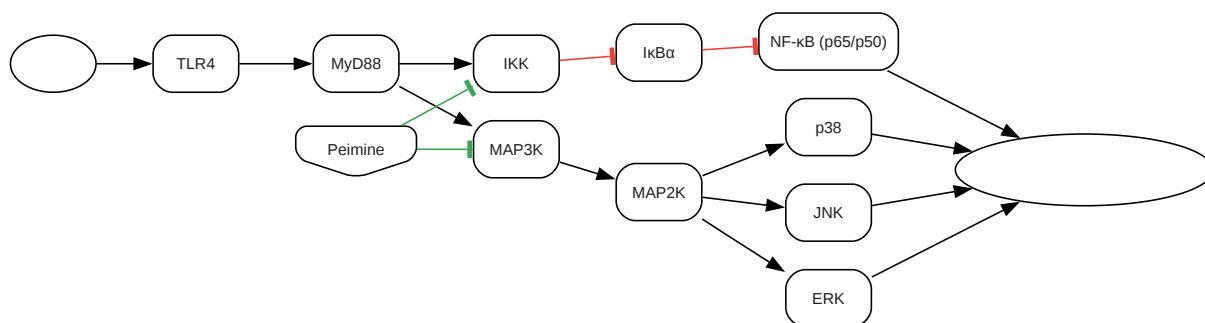 TLR4
MyD88
IKK
IκBα
NF-κB (p65/p50)
Peimine
MAP3K
MAP2K
p38
JNK
ERK